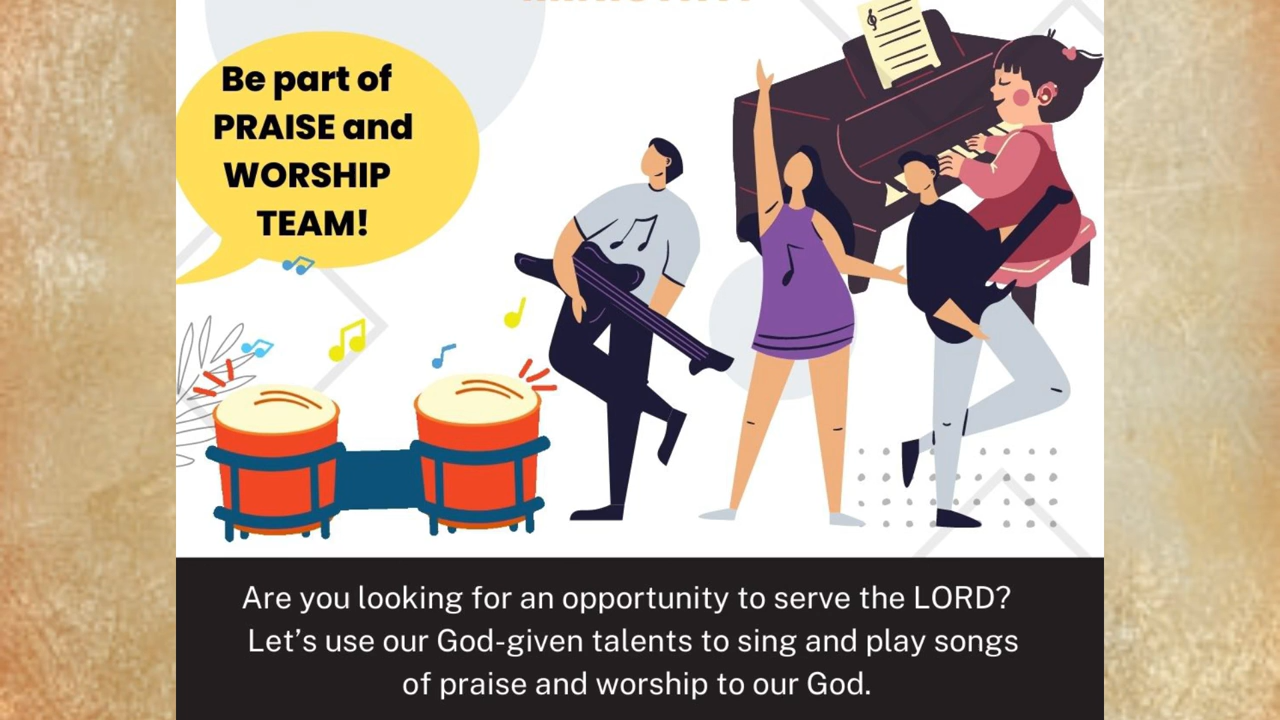 Be part of
PRAISE and
WORSHIP
TEAM!
Are you looking for an opportunity to serve the LORD?
Let’s use our God-given talents to sing and play songs
of praise and worship to our God.